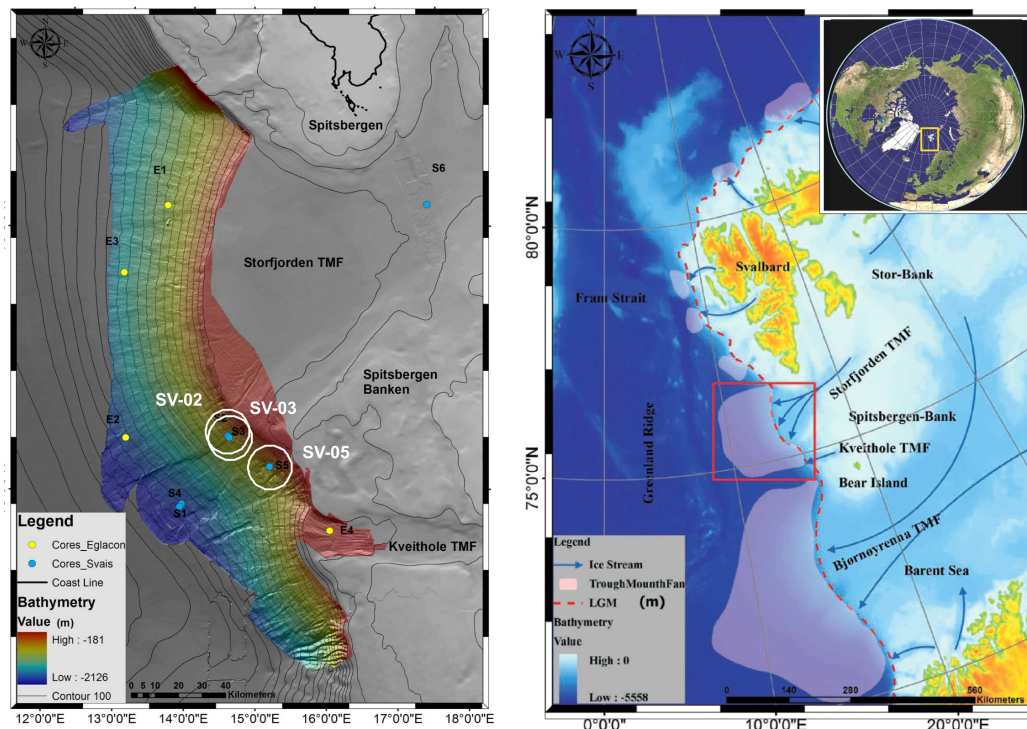 N
W
E
S
Spitsbergen
E1
S6
E3
Storfjorden TMF
Spitsbergen
Banken
SV-02
SV-03
E2
S3
SV-05
S5
S4
S1
E4
Kveithole TMF
Legend
Cores_Eglacon
Cores_Svais
Coast Line
Bathymetry
Value (m)
High : -181
Low : -2126
Contour 100
0 5 10 20 30 40
Kilometers
12°0'0"E
13°0'0"E
14°0'0"E
15°0'0"E
16°0'0"E
17°0'0"E
18°0'0"E
N
W
E
S
80°0'0"N
75°0'0"N
Svalbard
Stor-Bank
Fram Strait
Greenland Ridge
Storfjorden TMF
Spitsbergen-Bank
Kveithole TMF
Bear Island
Bjørnøyrenna TMF
Barent Sea
Legend
Ice Stream
TroughMounthFan
LGM (m)
Bathymetry
Value
High : 0
Low : -5558
0 140 280 560
Kilometers
0°0'0"
10°0'0"E
20°0'0"E